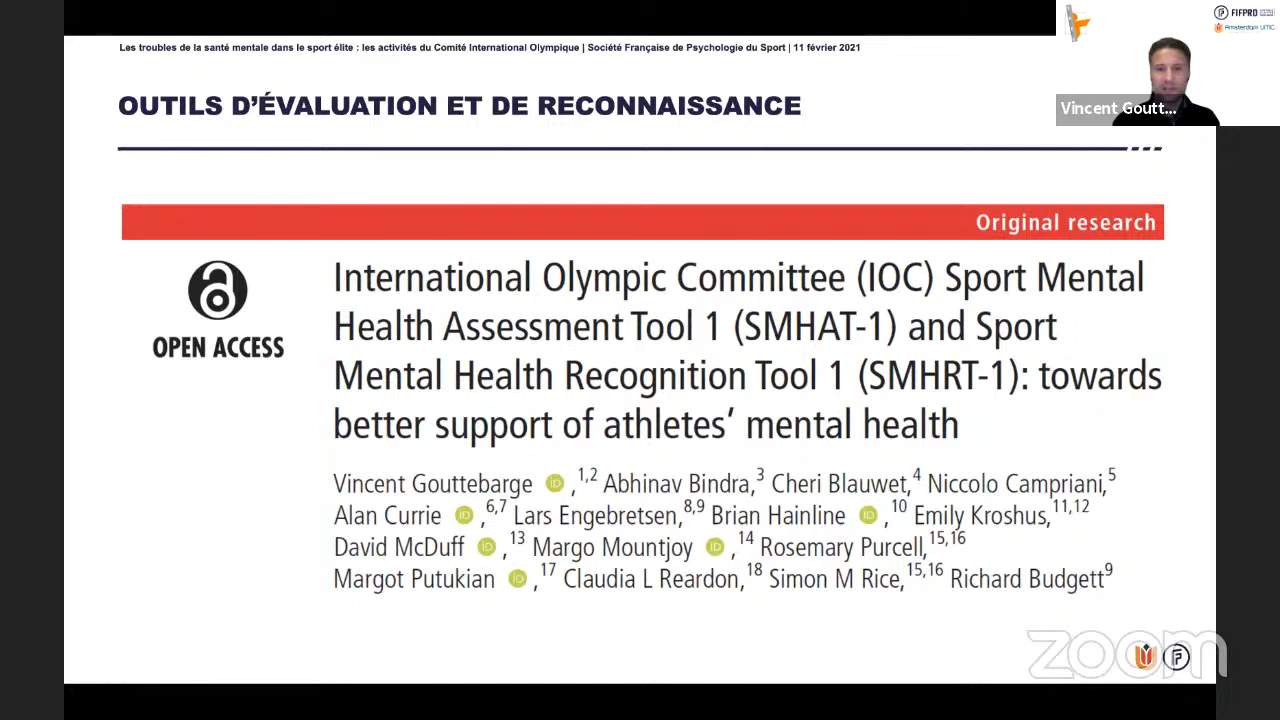 Les troubles de la santé mentale dans le sport élite : les activités du Comité International Olympique | Société Française de Psychologie du Sport | 11 février 2021
FIFPRO
Amsterdam UMC
Vincent Goutt...
OUTILS D'ÉVALUATION ET DE RECONNAISSANCE
Original research
OPEN ACCESS
International Olympic Committee (IOC) Sport Mental
Health Assessment Tool 1 (SMHAT-1) and Sport
Mental Health Recognition Tool 1 (SMHRT-1): towards
better support of athletes’ mental health
Vincent Gouttebarge iD ,1,2 Abhinav Bindra,3 Cheri Blauwet,4 Niccolo Campriani,5
Alan Currie iD ,6,7 Lars Engebretsen,8,9 Brian Hainline iD ,10 Emily Kroshus,11,12
David McDuff iD ,13 Margo Mountjoy iD ,14 Rosemary Purcell,15,16
Margot Putukian iD ,17 Claudia L Reardon,18 Simon M Rice,15,16 Richard Budgett9
zoom